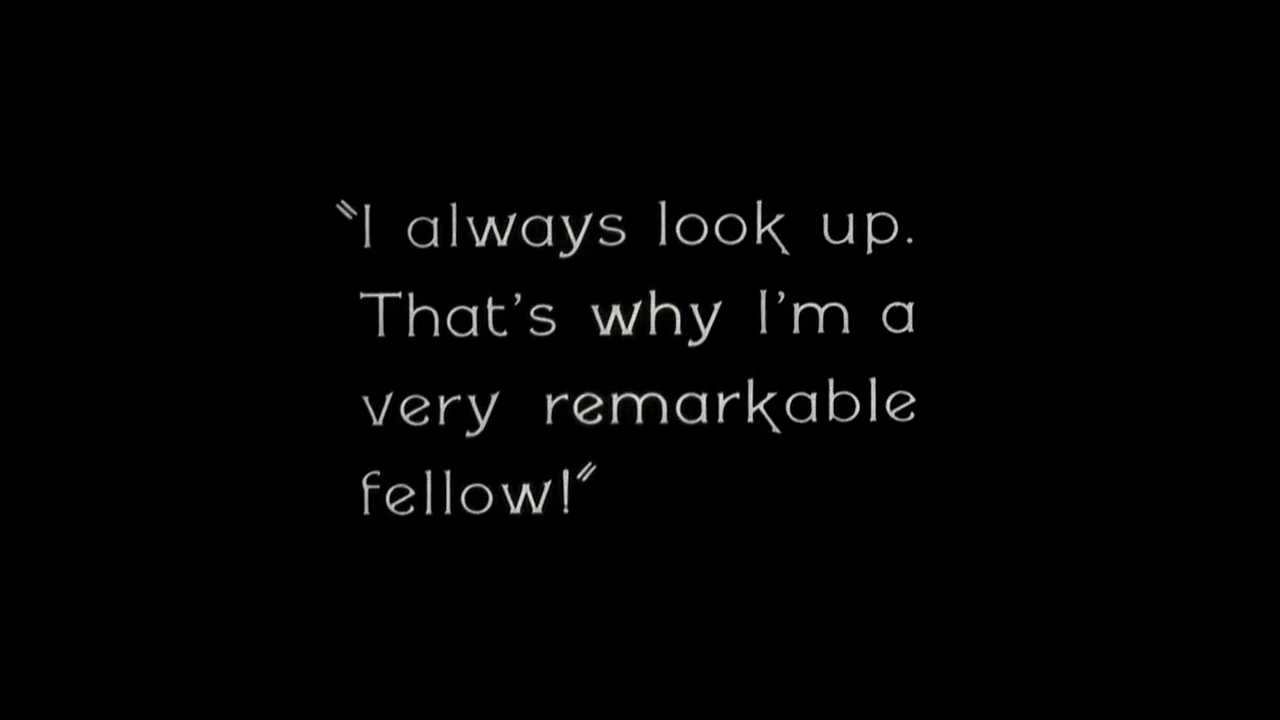 "I always look up.
That's why I'm a
very remarkable
fellow!"